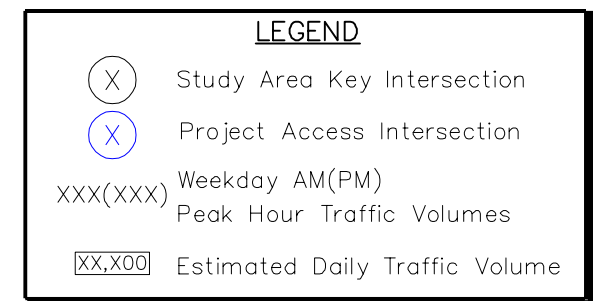 LEGEND
X Study Area Key Intersection
X Project Access Intersection
XXX(XXX) Weekday AM(PM)
Peak Hour Traffic Volumes
XX,X00 Estimated Daily Traffic Volume